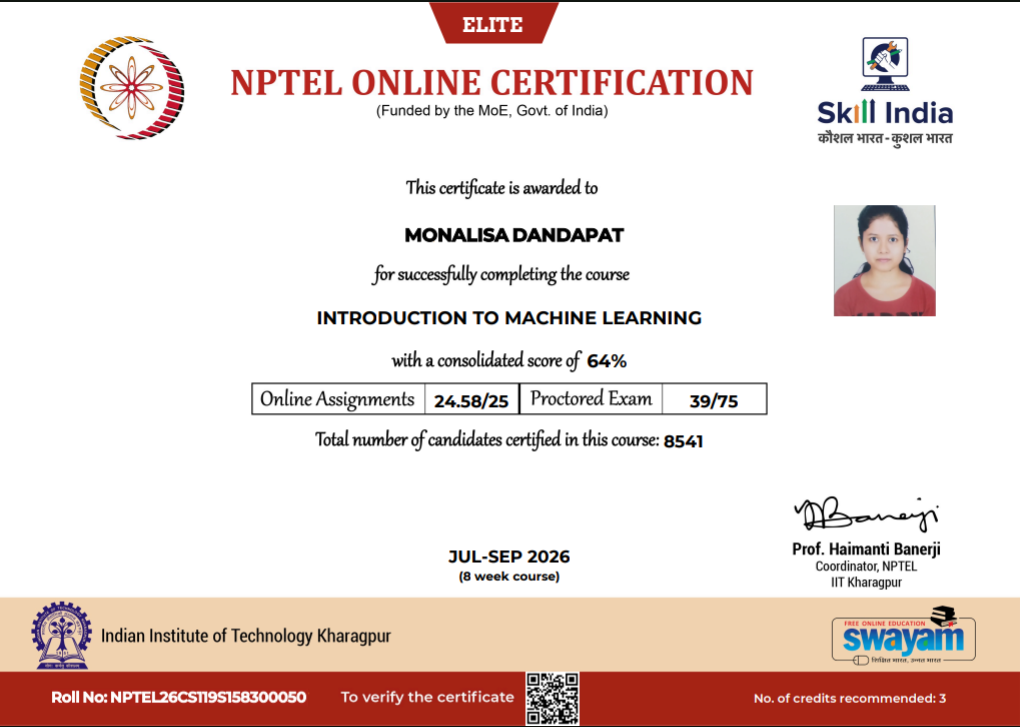 ELITE
NPTEL ONLINE CERTIFICATION
(Funded by the MoE, Govt. of India)
Skill India
कौशल भारत - कुशल भारत
This certificate is awarded to
MONALISA DANDAPAT
for successfully completing the course
INTRODUCTION TO MACHINE LEARNING
with a consolidated score of 64%
Online Assignments 24.58/25 Proctored Exam 39/75
Total number of candidates certified in this course: 8541
Prof. Haimanti Banerji
Coordinator, NPTEL
IIT Kharagpur
JUL-SEP 2026
(8 week course)
Indian Institute of Technology Kharagpur
FREE ONLINE EDUCATION
swayam
शिक्षित भारत, उन्नत भारत
Roll No: NPTEL26CS119S158300050 To verify the certificate No. of credits recommended: 3